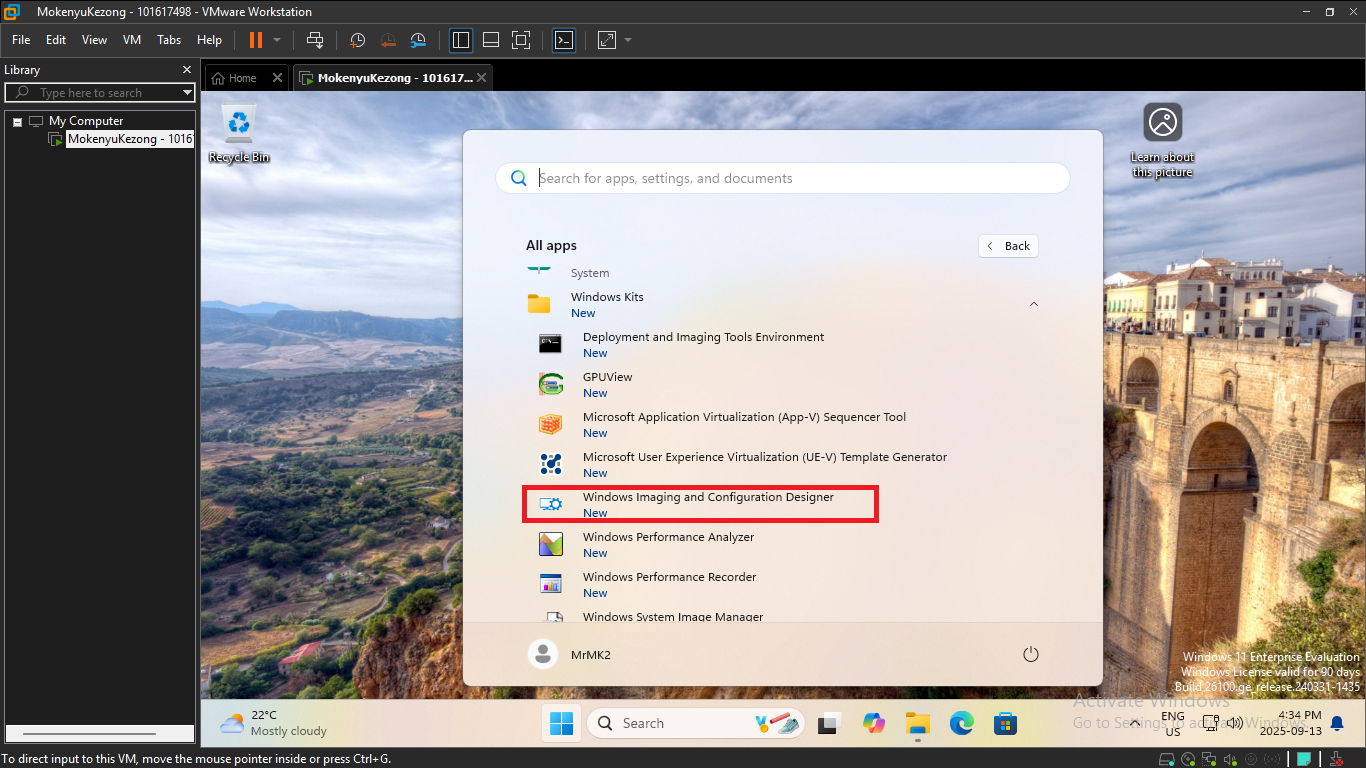 MokenyuKezong - 101617498 - VMware Workstation
File Edit View VM Tabs Help
Library
Type here to search
My Computer
MokenyuKezong - 1016
Home
MokenyuKezong - 101617...
Recycle Bin
Learn about
this picture
Search for apps, settings, and documents
All apps
Back
System
Windows Kits
New
Deployment and Imaging Tools Environment
New
GPUView
New
Microsoft Application Virtualization (App-V) Sequencer Tool
New
Microsoft User Experience Virtualization (UE-V) Template Generator
New
Windows Imaging and Configuration Designer
New
Windows Performance Analyzer
New
Windows Performance Recorder
New
Windows System Image Manager
MrMK2
Windows 11 Enterprise Evaluation
Windows License valid for 90 days
Build 26100.ge_release.240331-1435
Activate Windows
Go to Settings to activate Windows.
22°C
Mostly cloudy
Search
ENG
US
4:34 PM
2025-09-13
To direct input to this VM, move the mouse pointer inside or press Ctrl+G.